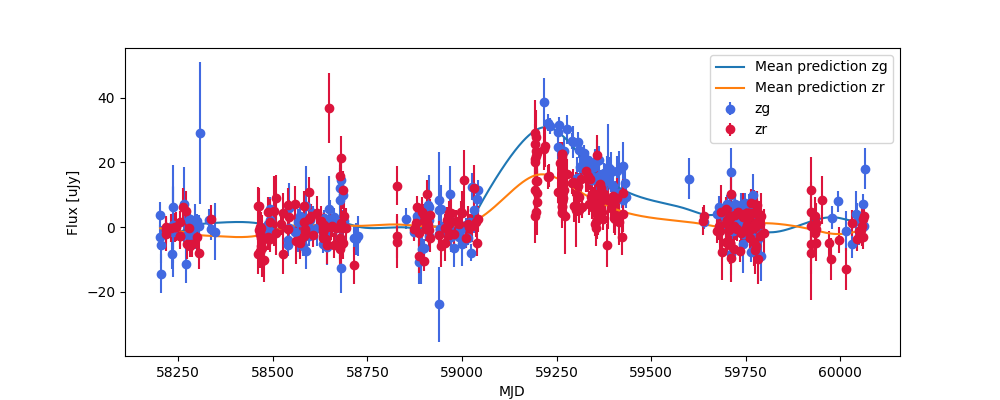 Mean prediction zg
Mean prediction zr
zg
zr
Flux [uJy]
40
20
0
−20
58250 58500 58750 59000 59250 59500 59750 60000
MJD